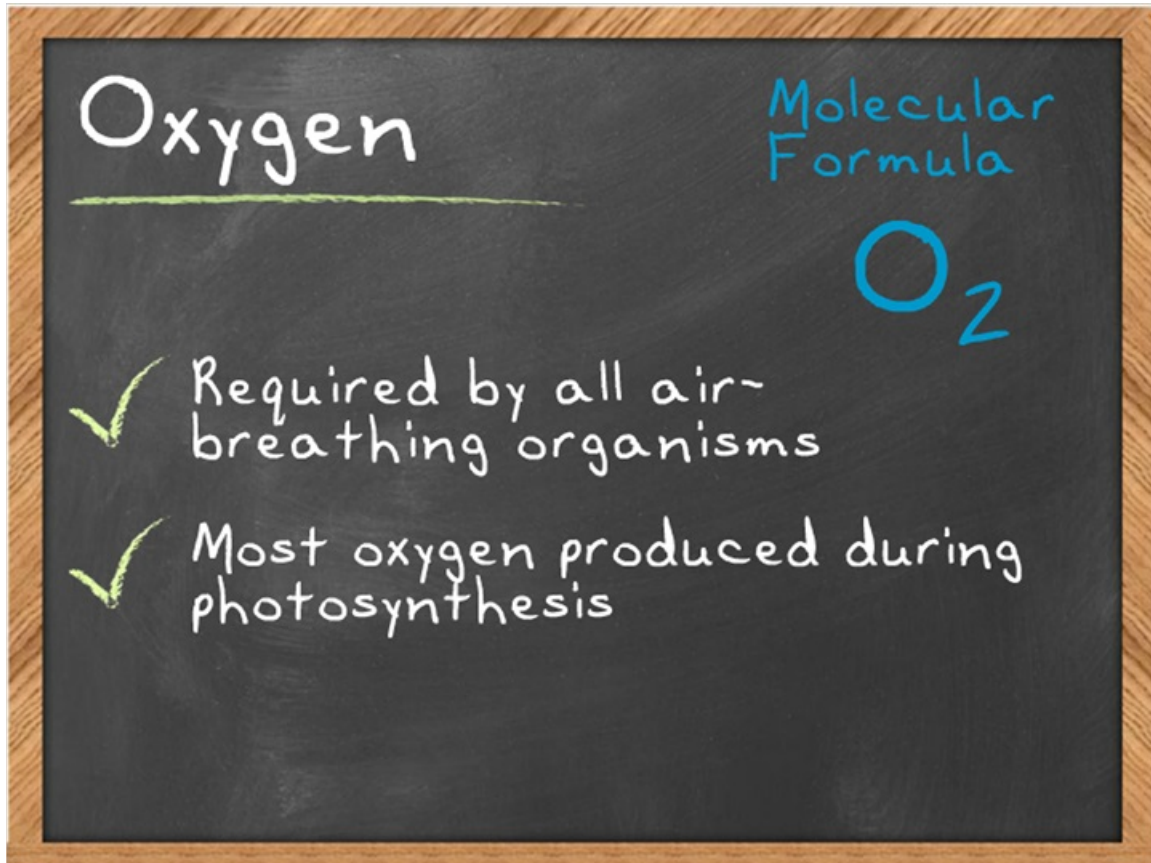 Oxygen
Molecular
Formula
O2
Required by all air-
breathing organisms
Most oxygen produced during
photosynthesis